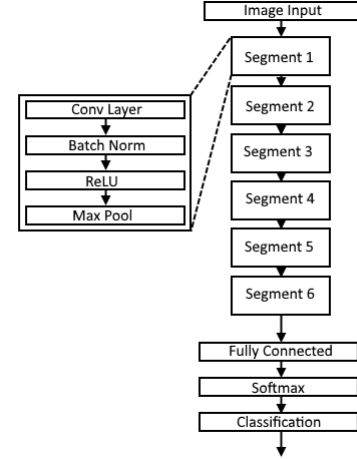 Image Input
Segment 1
Conv Layer
Batch Norm
ReLU
Max Pool
Segment 2
Segment 3
Segment 4
Segment 5
Segment 6
Fully Connected
Softmax
Classification